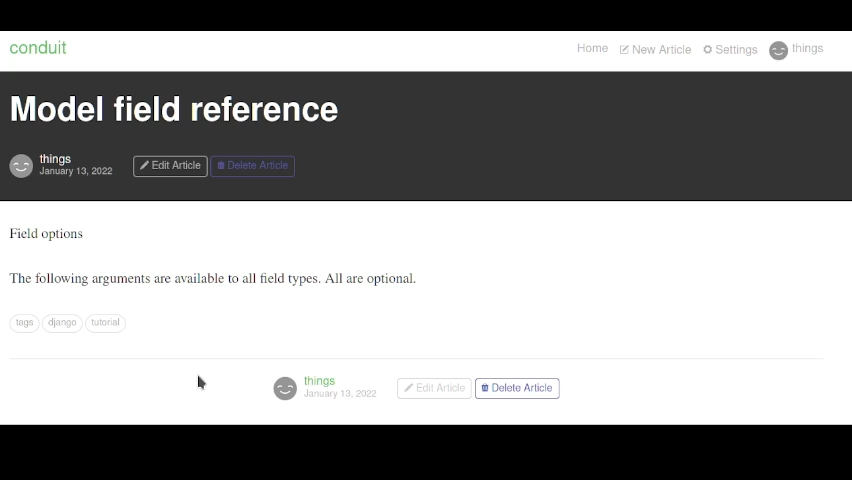 conduit
Home New Article Settings things
Model field reference
things
January 13, 2022
Edit Article Delete Article
Field options
The following arguments are available to all field types. All are optional.
tags django tutorial
things
January 13, 2022
Edit Article Delete Article